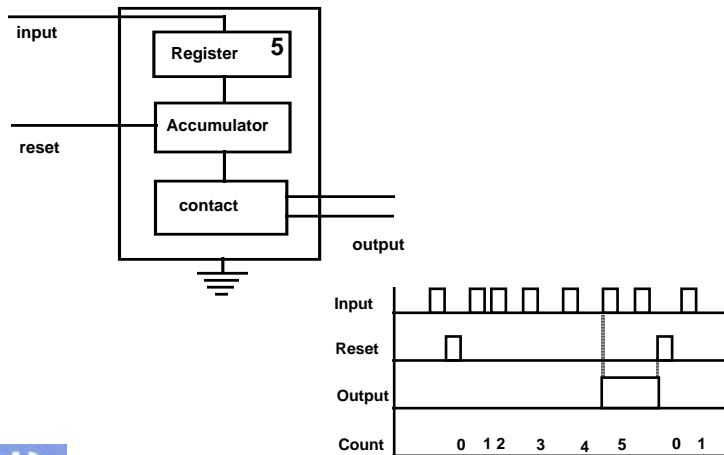 input
Register 5
Accumulator
reset
contact
output
Input
Reset
Output
Count 0 1 2 3 4 5 0 1